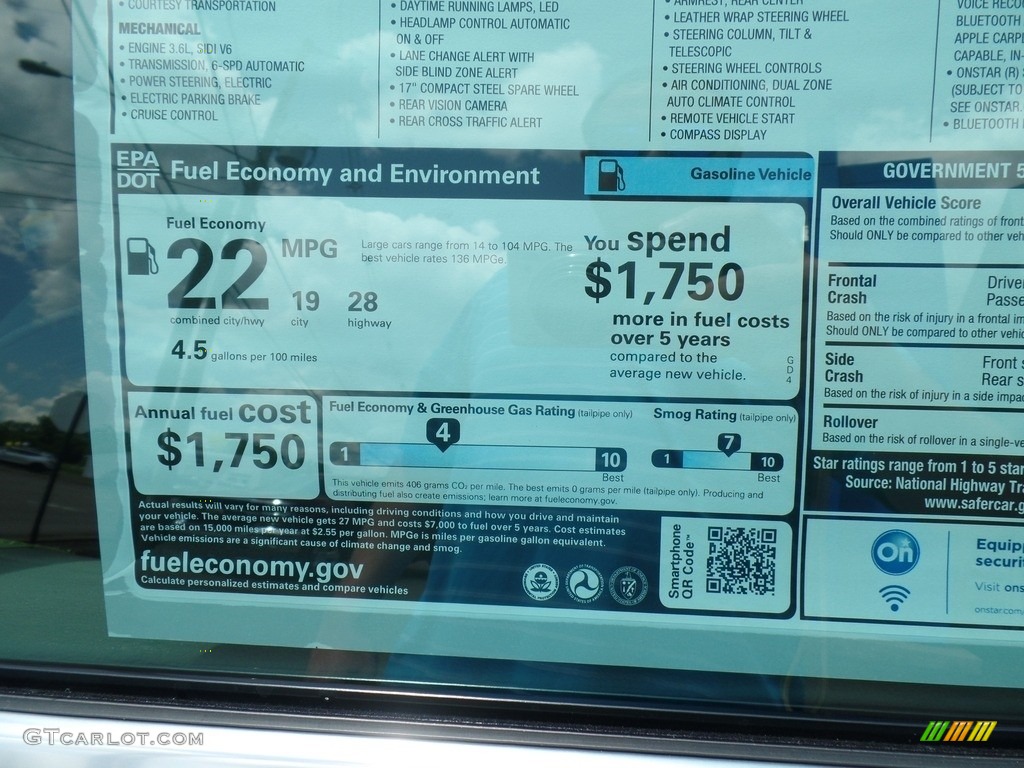 • COURTESY TRANSPORTATION
MECHANICAL
• ENGINE 3.6L, SIDI V6
• TRANSMISSION, 6-SPD AUTOMATIC
• POWER STEERING, ELECTRIC
• ELECTRIC PARKING BRAKE
• CRUISE CONTROL
• DAYTIME RUNNING LAMPS, LED
• HEADLAMP CONTROL AUTOMATIC
ON & OFF
• LANE CHANGE ALERT WITH
SIDE BLIND ZONE ALERT
• 17" COMPACT STEEL SPARE WHEEL
• REAR VISION CAMERA
• REAR CROSS TRAFFIC ALERT
• ARMREST, REAR CENTER
• LEATHER WRAP STEERING WHEEL
• STEERING COLUMN, TILT &
TELESCOPIC
• STEERING WHEEL CONTROLS
• AIR CONDITIONING, DUAL ZONE
AUTO CLIMATE CONTROL
• REMOTE VEHICLE START
• COMPASS DISPLAY
VOICE
BLUETOOTH
APPLE
CAPABLE,
• ONSTAR (R)
(SUBJECT TO
SEE ONSTAR.
• BLUETOOTH
EPA
DOT
Fuel Economy and Environment
Gasoline Vehicle
Fuel Economy
22 MPG
combined city/hwy
19
city
28
highway
4.5 gallons per 100 miles
Large cars range from 14 to 104 MPG. The
best vehicle rates 136 MPGe.
You spend
$1,750
more in fuel costs
over 5 years
compared to the
average new vehicle.
GD4
Annual fuel cost
$1,750
Fuel Economy & Greenhouse Gas Rating (tailpipe only)
4
1
10
Best
Smog Rating (tailpipe only)
7
1
10
Best
This vehicle emits 406 grams CO₂ per mile. The best emits 0 grams per mile (tailpipe only). Producing and
distributing fuel also create emissions; learn more at fueleconomy.gov.
Actual results will vary for many reasons, including driving conditions and how you drive and maintain
your vehicle. The average new vehicle gets 27 MPG and costs $7,000 to fuel over 5 years. Cost estimates
are based on 15,000 miles per year at $2.55 per gallon. MPGe is miles per gasoline gallon equivalent.
Vehicle emissions are a significant cause of climate change and smog.
fueleconomy.gov
Calculate personalized estimates and compare vehicles
Smartphone
QR Code™
GOVERNMENT 5
Overall Vehicle Score
Based on the combined ratings of front
Should ONLY be compared to other veh
Frontal
Crash
Driver
Passe
Based on the risk of injury in a frontal im
Should ONLY be compared to other vehic
Side
Crash
Front s
Rear s
Based on the risk of injury in a side impa
Rollover
Based on the risk of rollover in a single-ve
Star ratings range from 1 to 5 star
Source: National Highway Tra
www.safercar.g
On
Equip
securi
Visit ons
onstar.com
GTCARLOT.COM